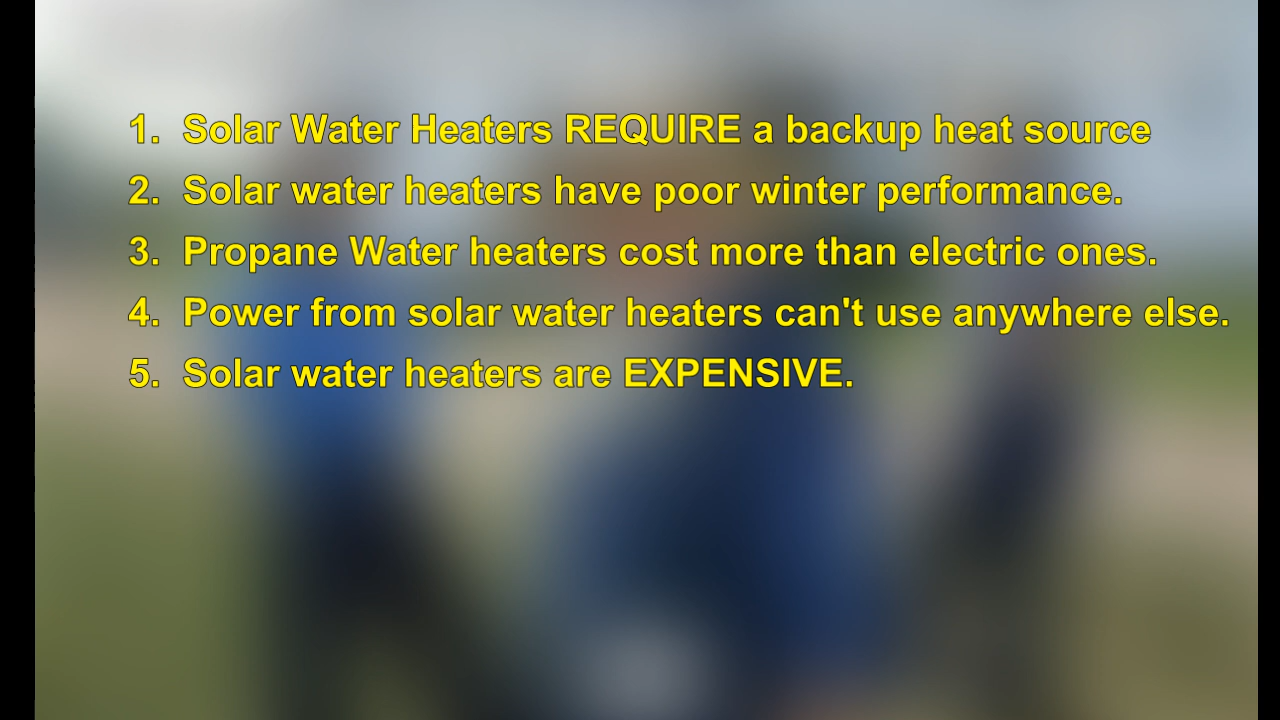 1. Solar Water Heaters REQUIRE a backup heat source
2. Solar water heaters have poor winter performance.
3. Propane Water heaters cost more than electric ones.
4. Power from solar water heaters can't use anywhere else.
5. Solar water heaters are EXPENSIVE.